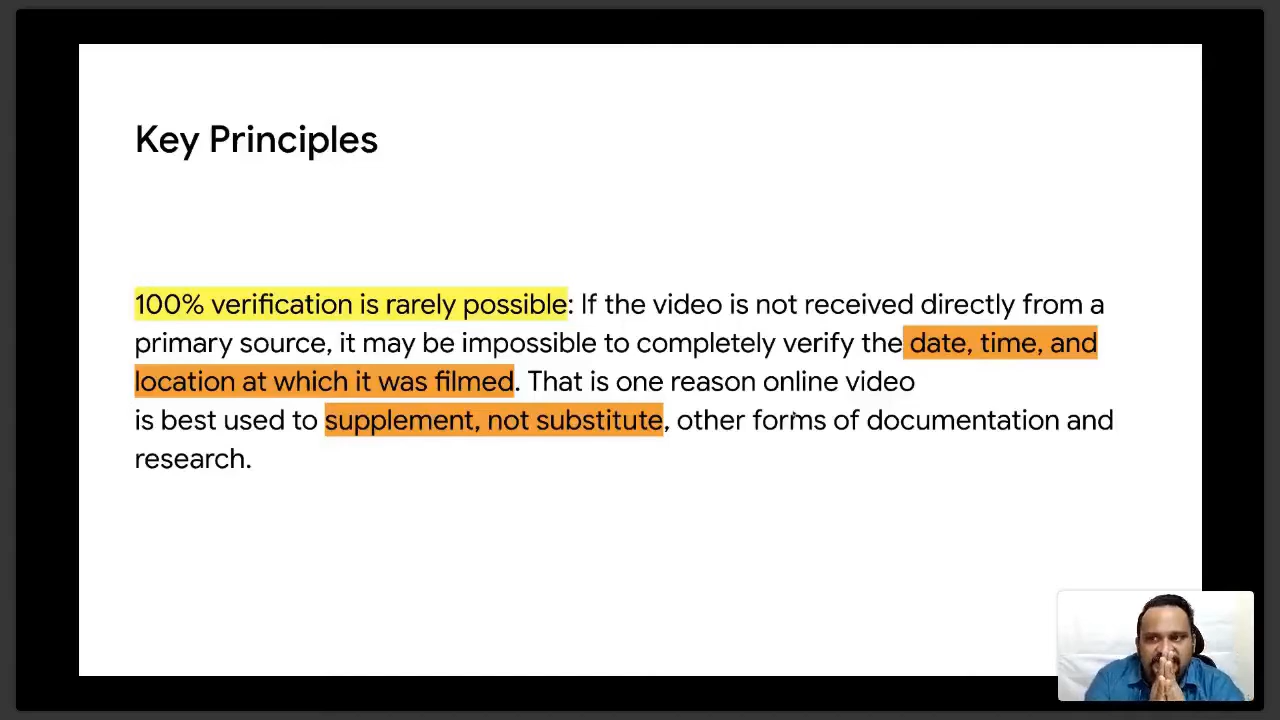 Key Principles
100% verification is rarely possible: If the video is not received directly from a
primary source, it may be impossible to completely verify the date, time, and
location at which it was filmed. That is one reason online video
is best used to supplement, not substitute, other forms of documentation and
research.